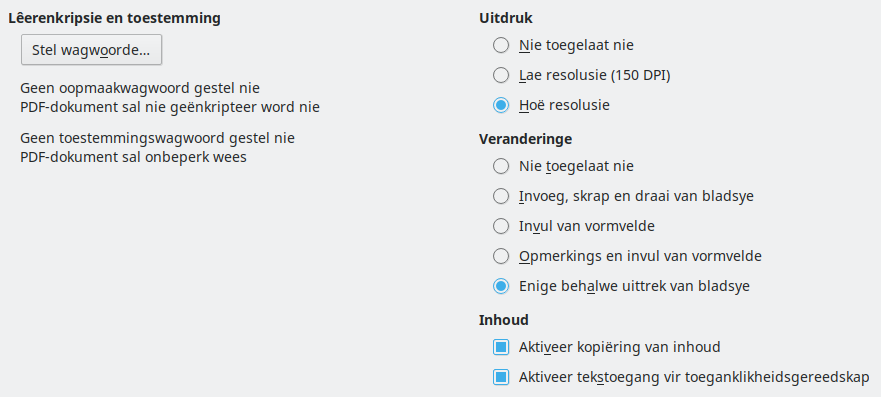 Lêerenkripsie en toestemming
Stel wagwoorde...
Geen oopmaakwagwoord gestel nie
PDF-dokument sal nie geënkripteer word nie
Geen toestemmingswagwoord gestel nie
PDF-dokument sal onbeperk wees
Uitdruk
Nie toegelaat nie
Lae resolusie (150 DPI)
Hoë resolusie
Veranderinge
Nie toegelaat nie
Invoeg, skrap en draai van bladsye
Invul van vormvelde
Opmerkings en invul van vormvelde
Enige behalwe uittrek van bladsye
Inhoud
Aktiveer kopiëring van inhoud
Aktiveer tekstoegang vir toeganklikheidsgereedskap